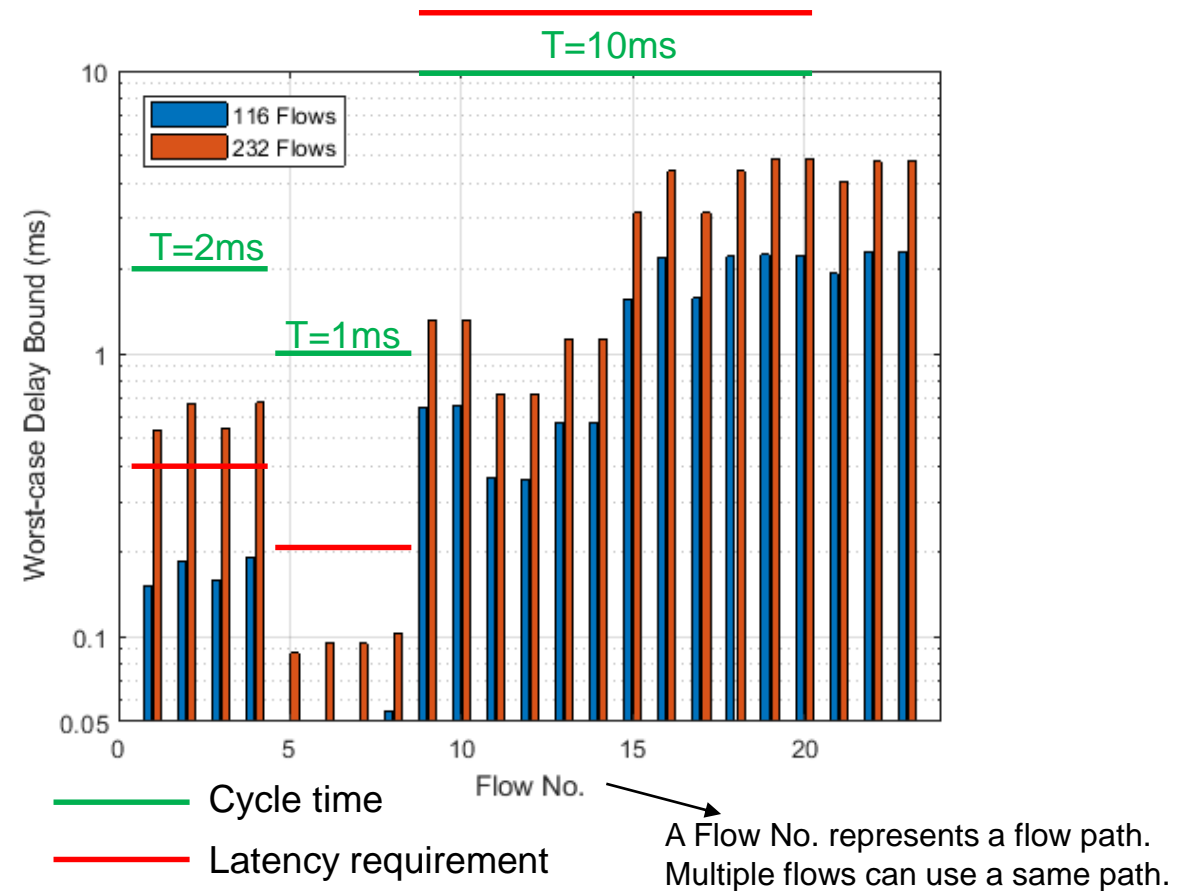 T=10ms
10
116 Flows
232 Flows
T=2ms
T=1ms
1
0.1
0.05
Worst-case Delay Bound (ms)
0 5 10 15 20
Flow No.
Cycle time
Latency requirement
A Flow No. represents a flow path.
Multiple flows can use a same path.